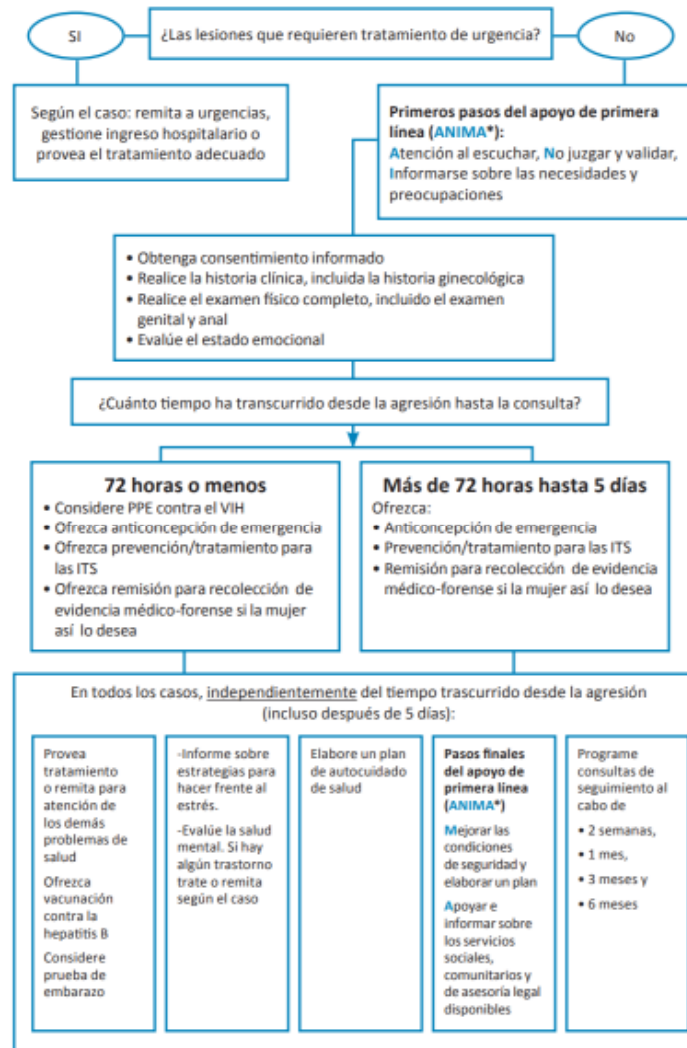 SI
¿Las lesiones que requieren tratamiento de urgencia?
No
Según el caso: remita a urgencias,
gestione ingreso hospitalario o
provea el tratamiento adecuado
Primeros pasos del apoyo de primera
línea (ANIMA*):
Atención al escuchar, No juzgar y validar,
Informarse sobre las necesidades y
preocupaciones
• Obtenga consentimiento informado
• Realice la historia clínica, incluida la historia ginecológica
• Realice el examen físico completo, incluido el examen
genital y anal
• Evalúe el estado emocional
¿Cuánto tiempo ha transcurrido desde la agresión hasta la consulta?
72 horas o menos
• Considere PPE contra el VIH
• Ofrezca anticoncepción de emergencia
• Ofrezca prevención/tratamiento para
las ITS
• Ofrezca remisión para recolección de
evidencia médico-forense si la mujer
así lo desea
Más de 72 horas hasta 5 días
Ofrezca:
• Anticoncepción de emergencia
• Prevención/tratamiento para las ITS
• Remisión para recolección de evidencia
médico-forense si la mujer así lo desea
En todos los casos, independientemente del tiempo trascurrido desde la agresión
(incluso después de 5 días):
Provea
tratamiento
o remita para
atención de
los demás
problemas de
salud
Ofrezca
vacunación
contra la
hepatitis B
Considere
prueba de
embarazo
-Informe sobre
estrategias para
hacer frente al
estrés.
-Evalúe la salud
mental. Si hay
algún trastorno
trate o remita
según el caso
Elabore un plan
de autocuidado
de salud
Pasos finales
del apoyo de
primera línea
(ANIMA*)
Mejorar las
condiciones
de seguridad y
elaborar un plan
Apoyar e
informar sobre
los servicios
sociales,
comunitarios y
de asesoría legal
disponibles
Programe
consultas de
seguimiento al
cabo de
• 2 semanas,
• 1 mes,
• 3 meses y
• 6 meses